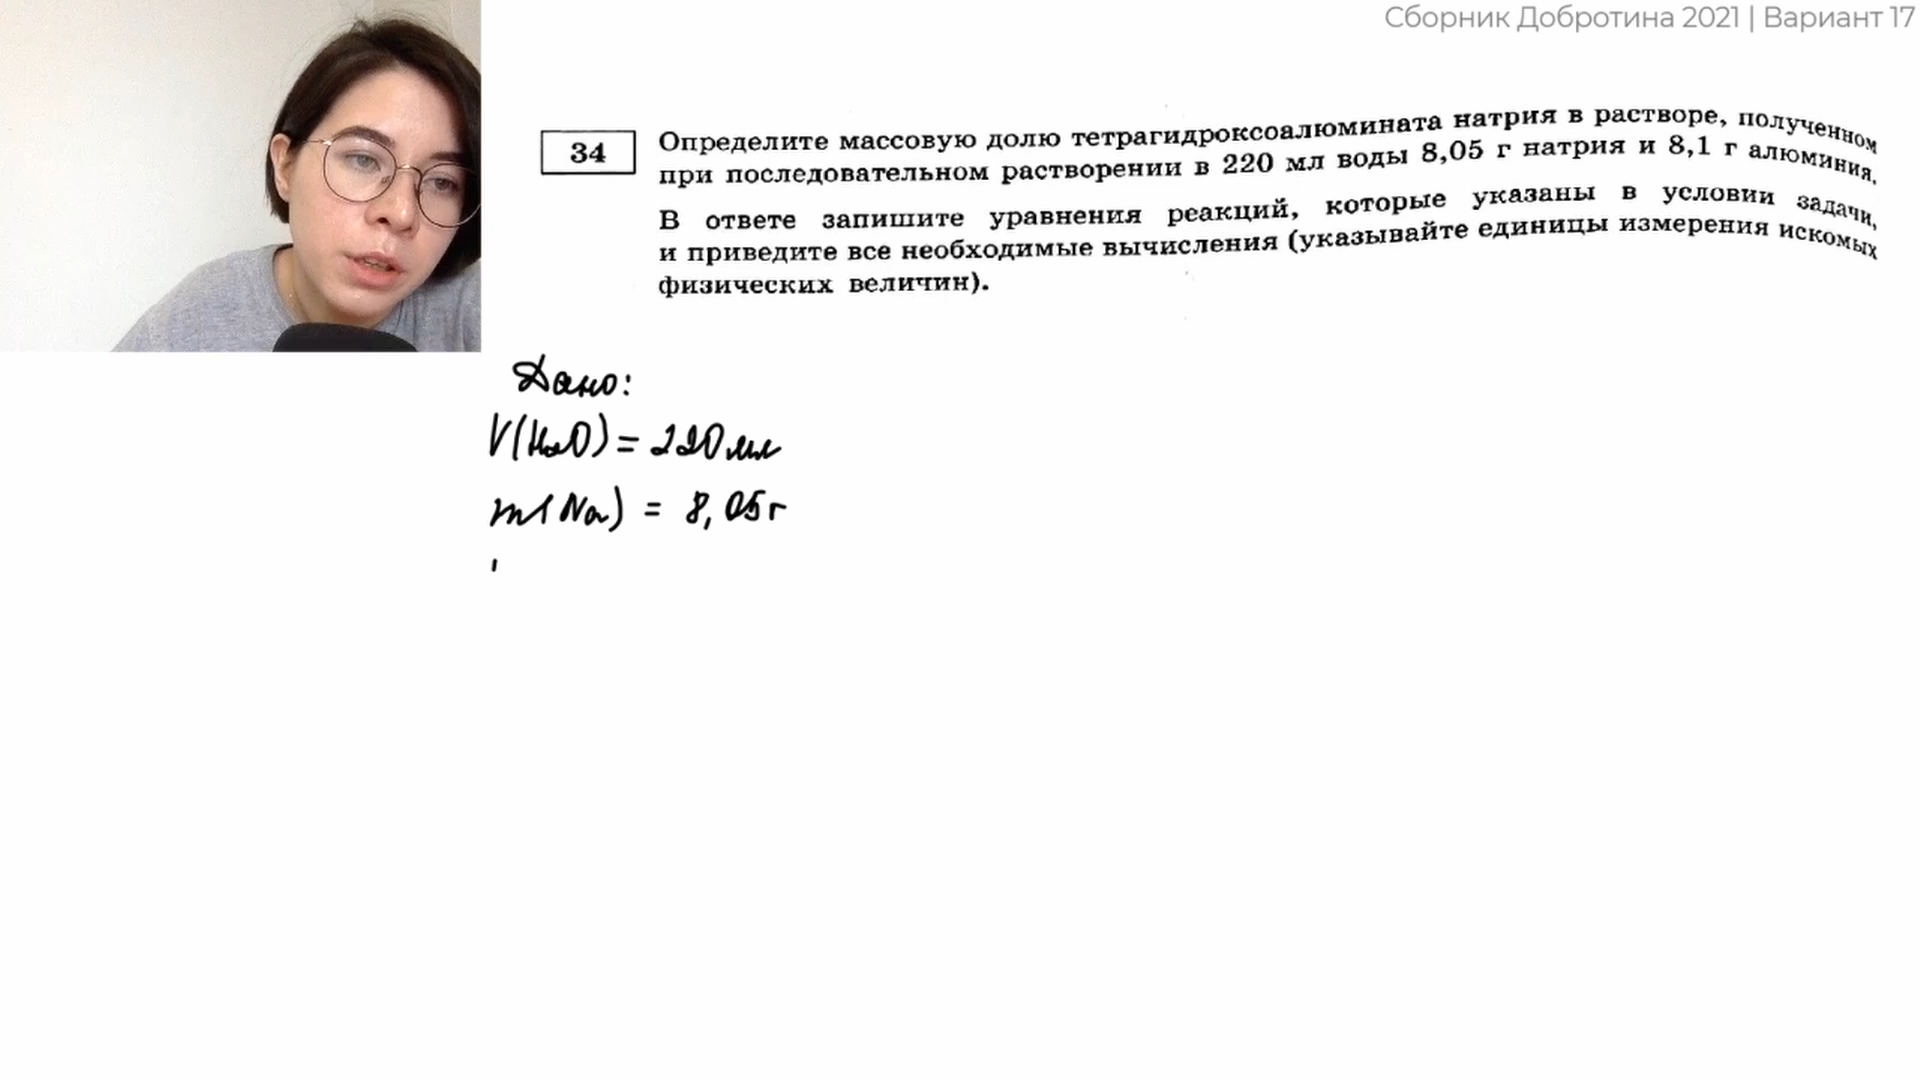 Сборник Добротина 2021 | Вариант 17
34
Определите массовую долю тетрагидроксоалюмината натрия в растворе, полученном
при последовательном растворении в 220 мл воды 8,05 г натрия и 8,1 г алюминия.
В ответе запишите уравнения реакций, которые указаны в условии задачи,
и приведите все необходимые вычисления (указывайте единицы измерения искомых
физических величин).
Дано:
V(H₂O) = 220 мл
m(Na) = 8,05 г